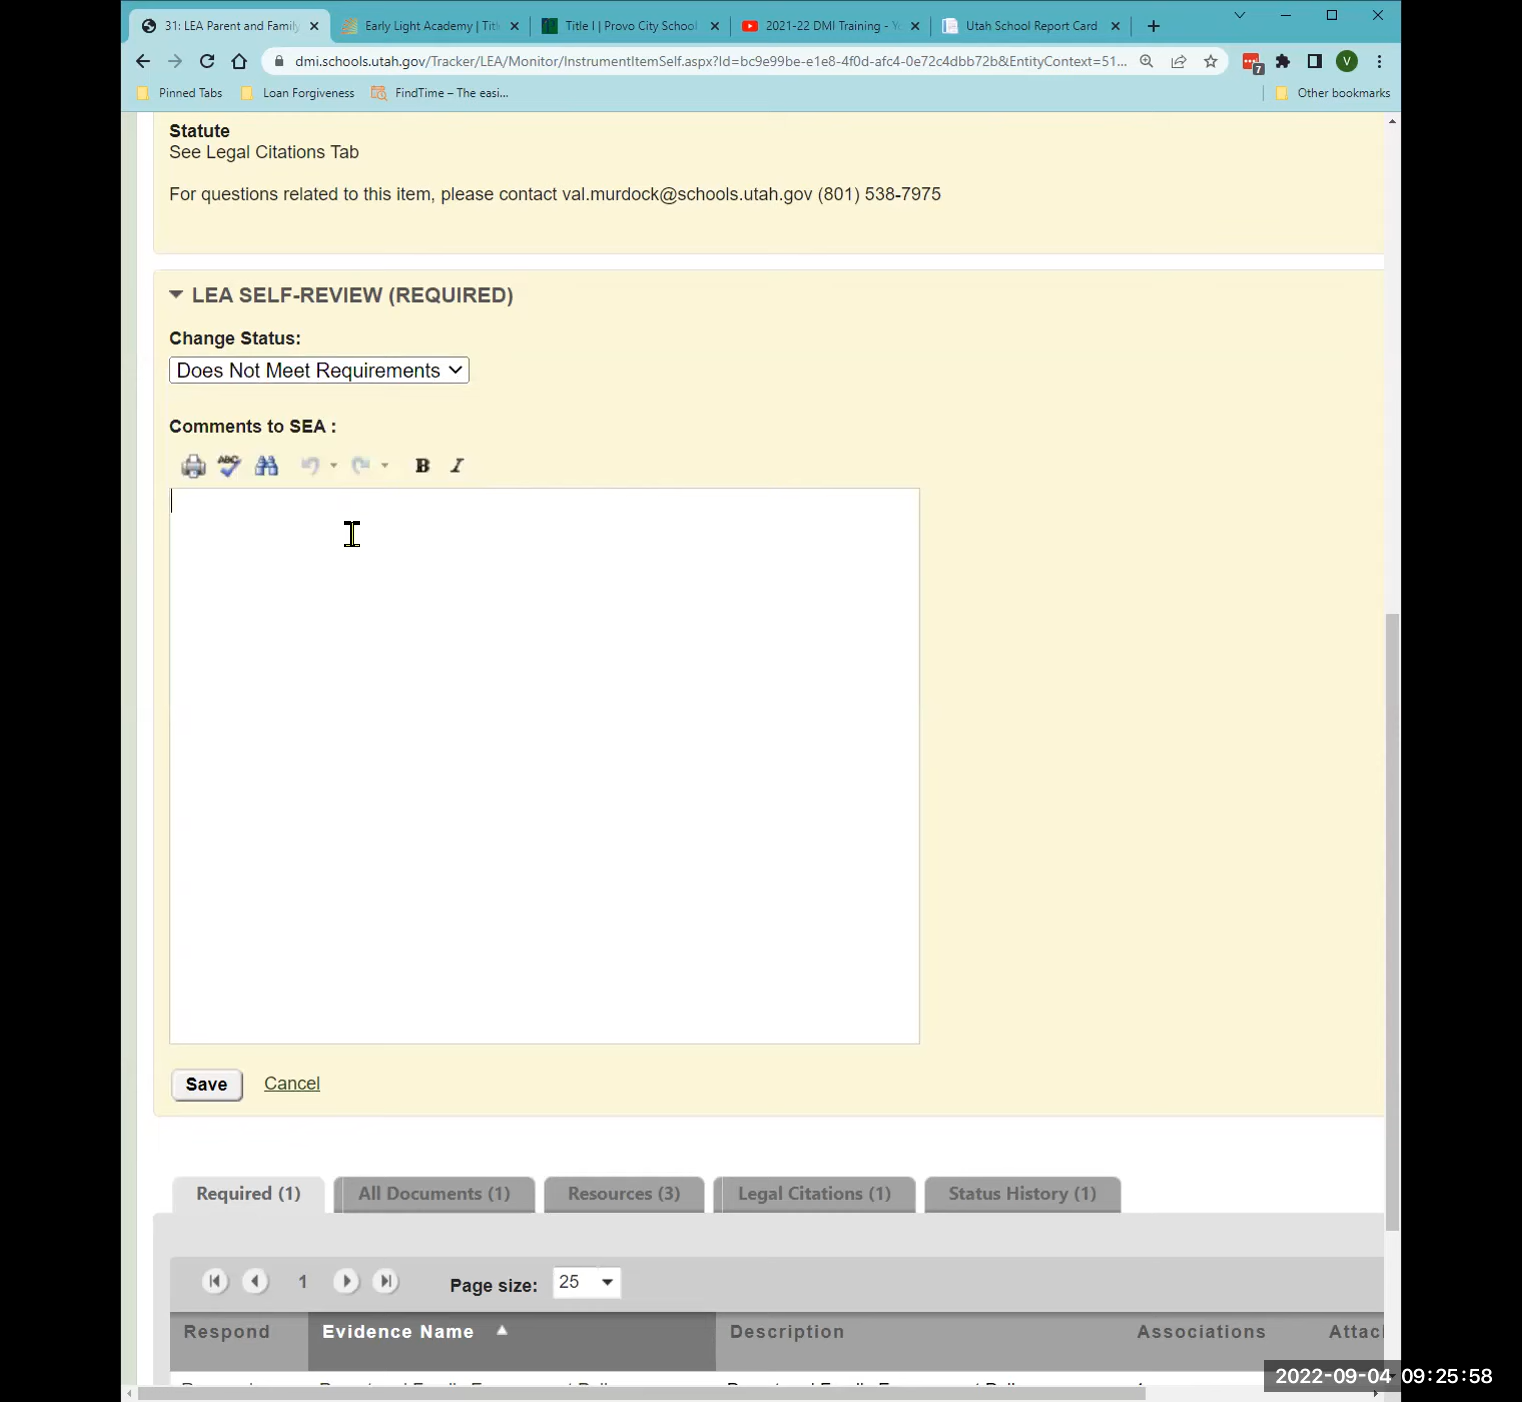 31: LEA Parent and Family
Early Light Academy | Title
Title I | Provo City School
2021-22 DMI Training - Y
Utah School Report Card
dmi.schools.utah.gov/Tracker/LEA/Monitor/InstrumentItemSelf.aspx?Id=bc9e99be-e1e8-4f0d-afc4-0e72c4dbb72b&EntityContext=51...
7
V
Pinned Tabs
Loan Forgiveness
FindTime – The easi...
Other bookmarks
Statute
See Legal Citations Tab
For questions related to this item, please contact val.murdock@schools.utah.gov (801) 538-7975
LEA SELF-REVIEW (REQUIRED)
Change Status:
Does Not Meet Requirements
Comments to SEA :
ABC
B I
Save Cancel
Required (1)
All Documents (1)
Resources (3)
Legal Citations (1)
Status History (1)
1
Page size: 25
Respond
Evidence Name
Description
Associations
Attac
2022-09-04 09:25:58